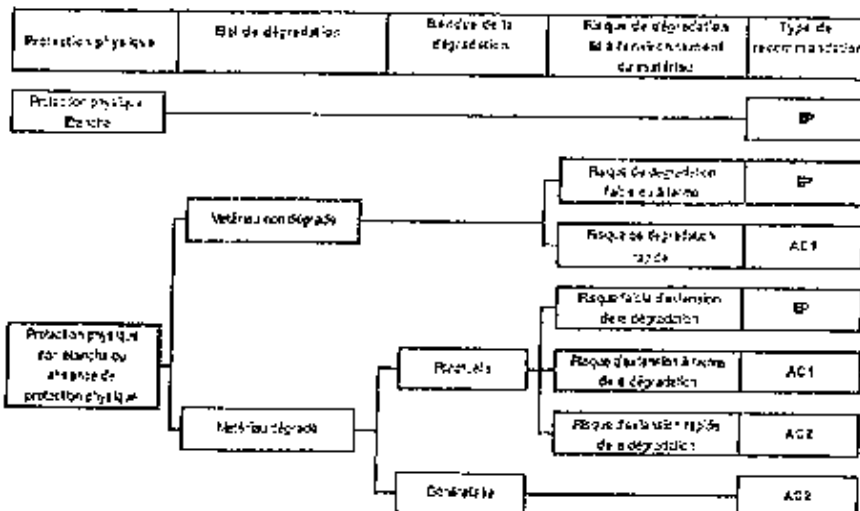 Protection physique
Etat de dégradation
Etendue de la
dégradation
Risque de dégradation
lié à l'environnement
du matériau
Type de
recommandation
Protection physique
Etanche
EP
Matériau non dégradé
Risque de dégradation
faible ou à terme
EP
Risque de dégradation
rapide
AC1
Protection physique
non étanche ou
absence de
protection physique
Matériau dégradé
Ponctuelle
Risque faible d'extension
de la dégradation
EP
Risque d'extension à terme
de la dégradation
AC1
Risque d'extension rapide
de la dégradation
AC2
Généralisée
AC2